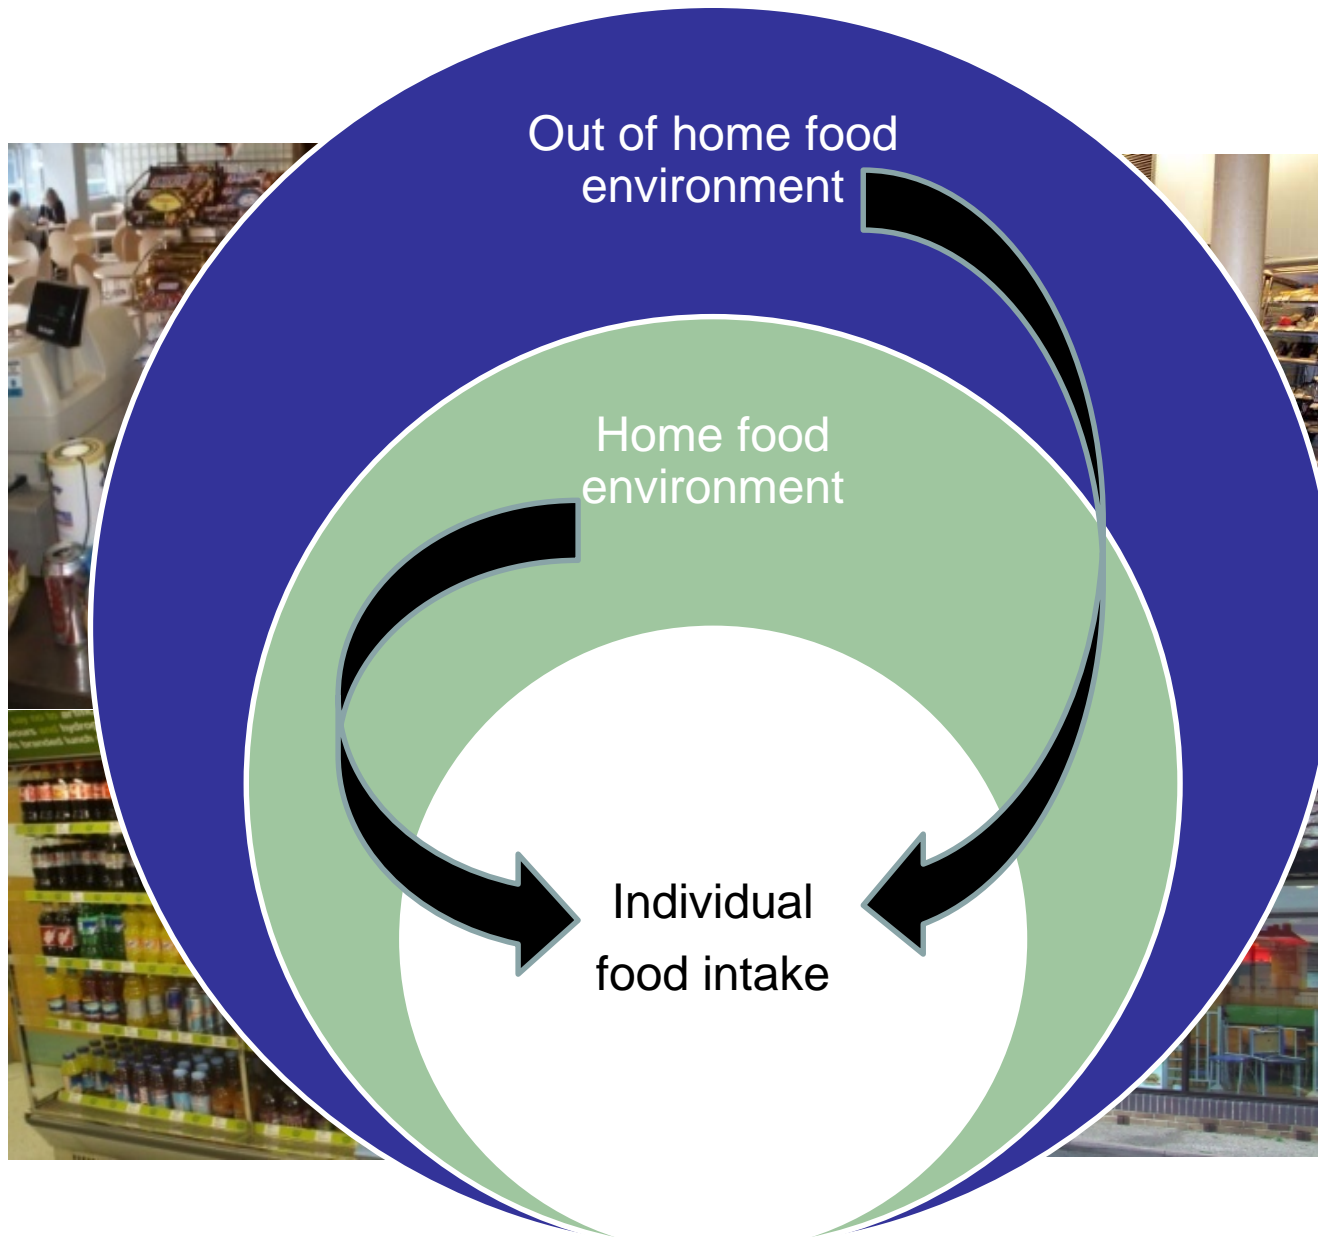 Out of home food
environment
Home food
environment
Individual
food intake